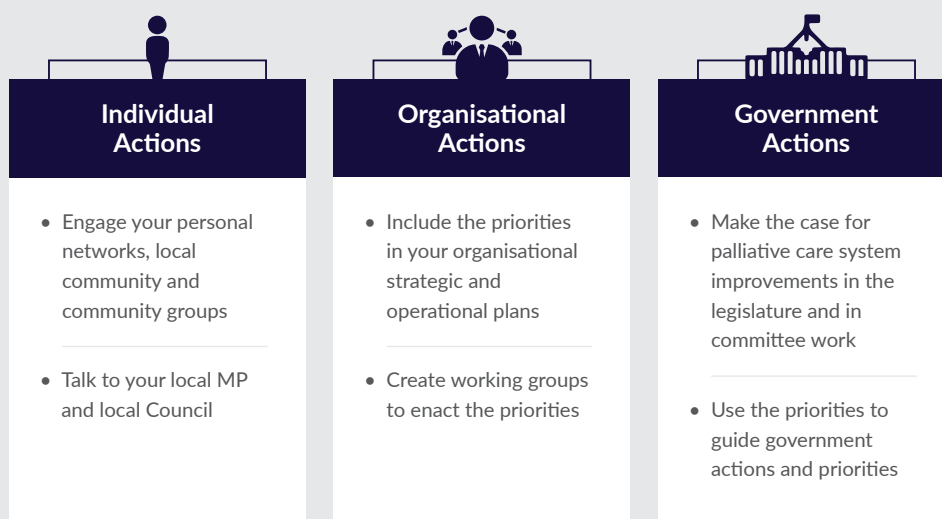 Individual
Actions
• Engage your personal
networks, local
community and
community groups
• Talk to your local MP
and local Council
Organisational
Actions
• Include the priorities
in your organisational
strategic and
operational plans
• Create working groups
to enact the priorities
Government
Actions
• Make the case for
palliative care system
improvements in the
legislature and in
committee work
• Use the priorities to
guide government
actions and priorities